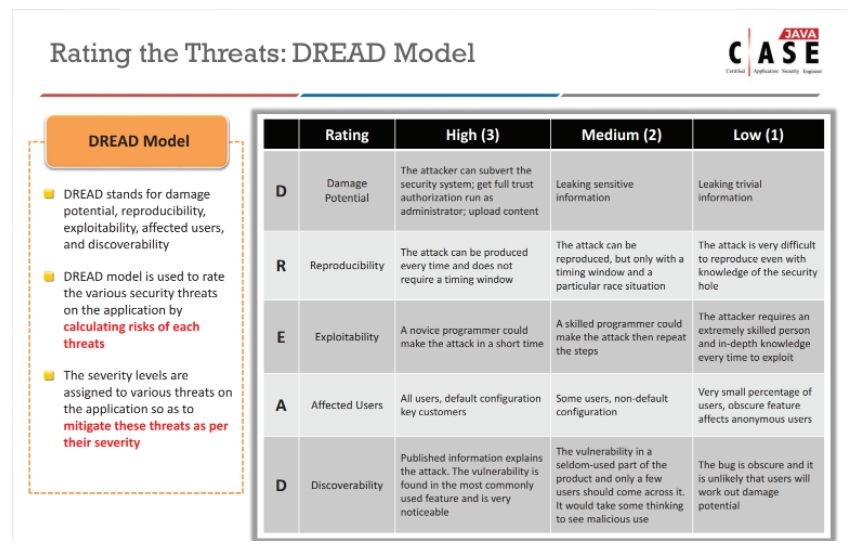 Rating the Threats: DREAD Model
JAVA
CASE
Certified Application Security Engineer
DREAD Model
DREAD stands for damage
potential, reproducibility,
exploitability, affected users,
and discoverability
DREAD model is used to rate
the various security threats
on the application by
calculating risks of each
threats
The severity levels are
assigned to various threats on
the application so as to
mitigate these threats as per
their severity
Rating High (3) Medium (2) Low (1)
D
Damage
Potential
The attacker can subvert the
security system; get full trust
authorization run as
administrator; upload content
Leaking sensitive
information
Leaking trivial
information
R
Reproducibility
The attack can be produced
every time and does not
require a timing window
The attack can be
reproduced, but only with a
timing window and a
particular race situation
The attack is very difficult
to reproduce even with
knowledge of the security
hole
E
Exploitability
A novice programmer could
make the attack in a short time
A skilled programmer could
make the attack then repeat
the steps
The attacker requires an
extremely skilled person
and in-depth knowledge
every time to exploit
A
Affected Users
All users, default configuration
key customers
Some users, non-default
configuration
Very small percentage of
users, obscure feature
affects anonymous users
D
Discoverability
Published information explains
the attack. The vulnerability is
found in the most commonly
used feature and is very
noticeable
The vulnerability in a
seldom-used part of the
product and only a few
users should come across it.
It would take some thinking
to see malicious use
The bug is obscure and it
is unlikely that users will
work out damage
potential